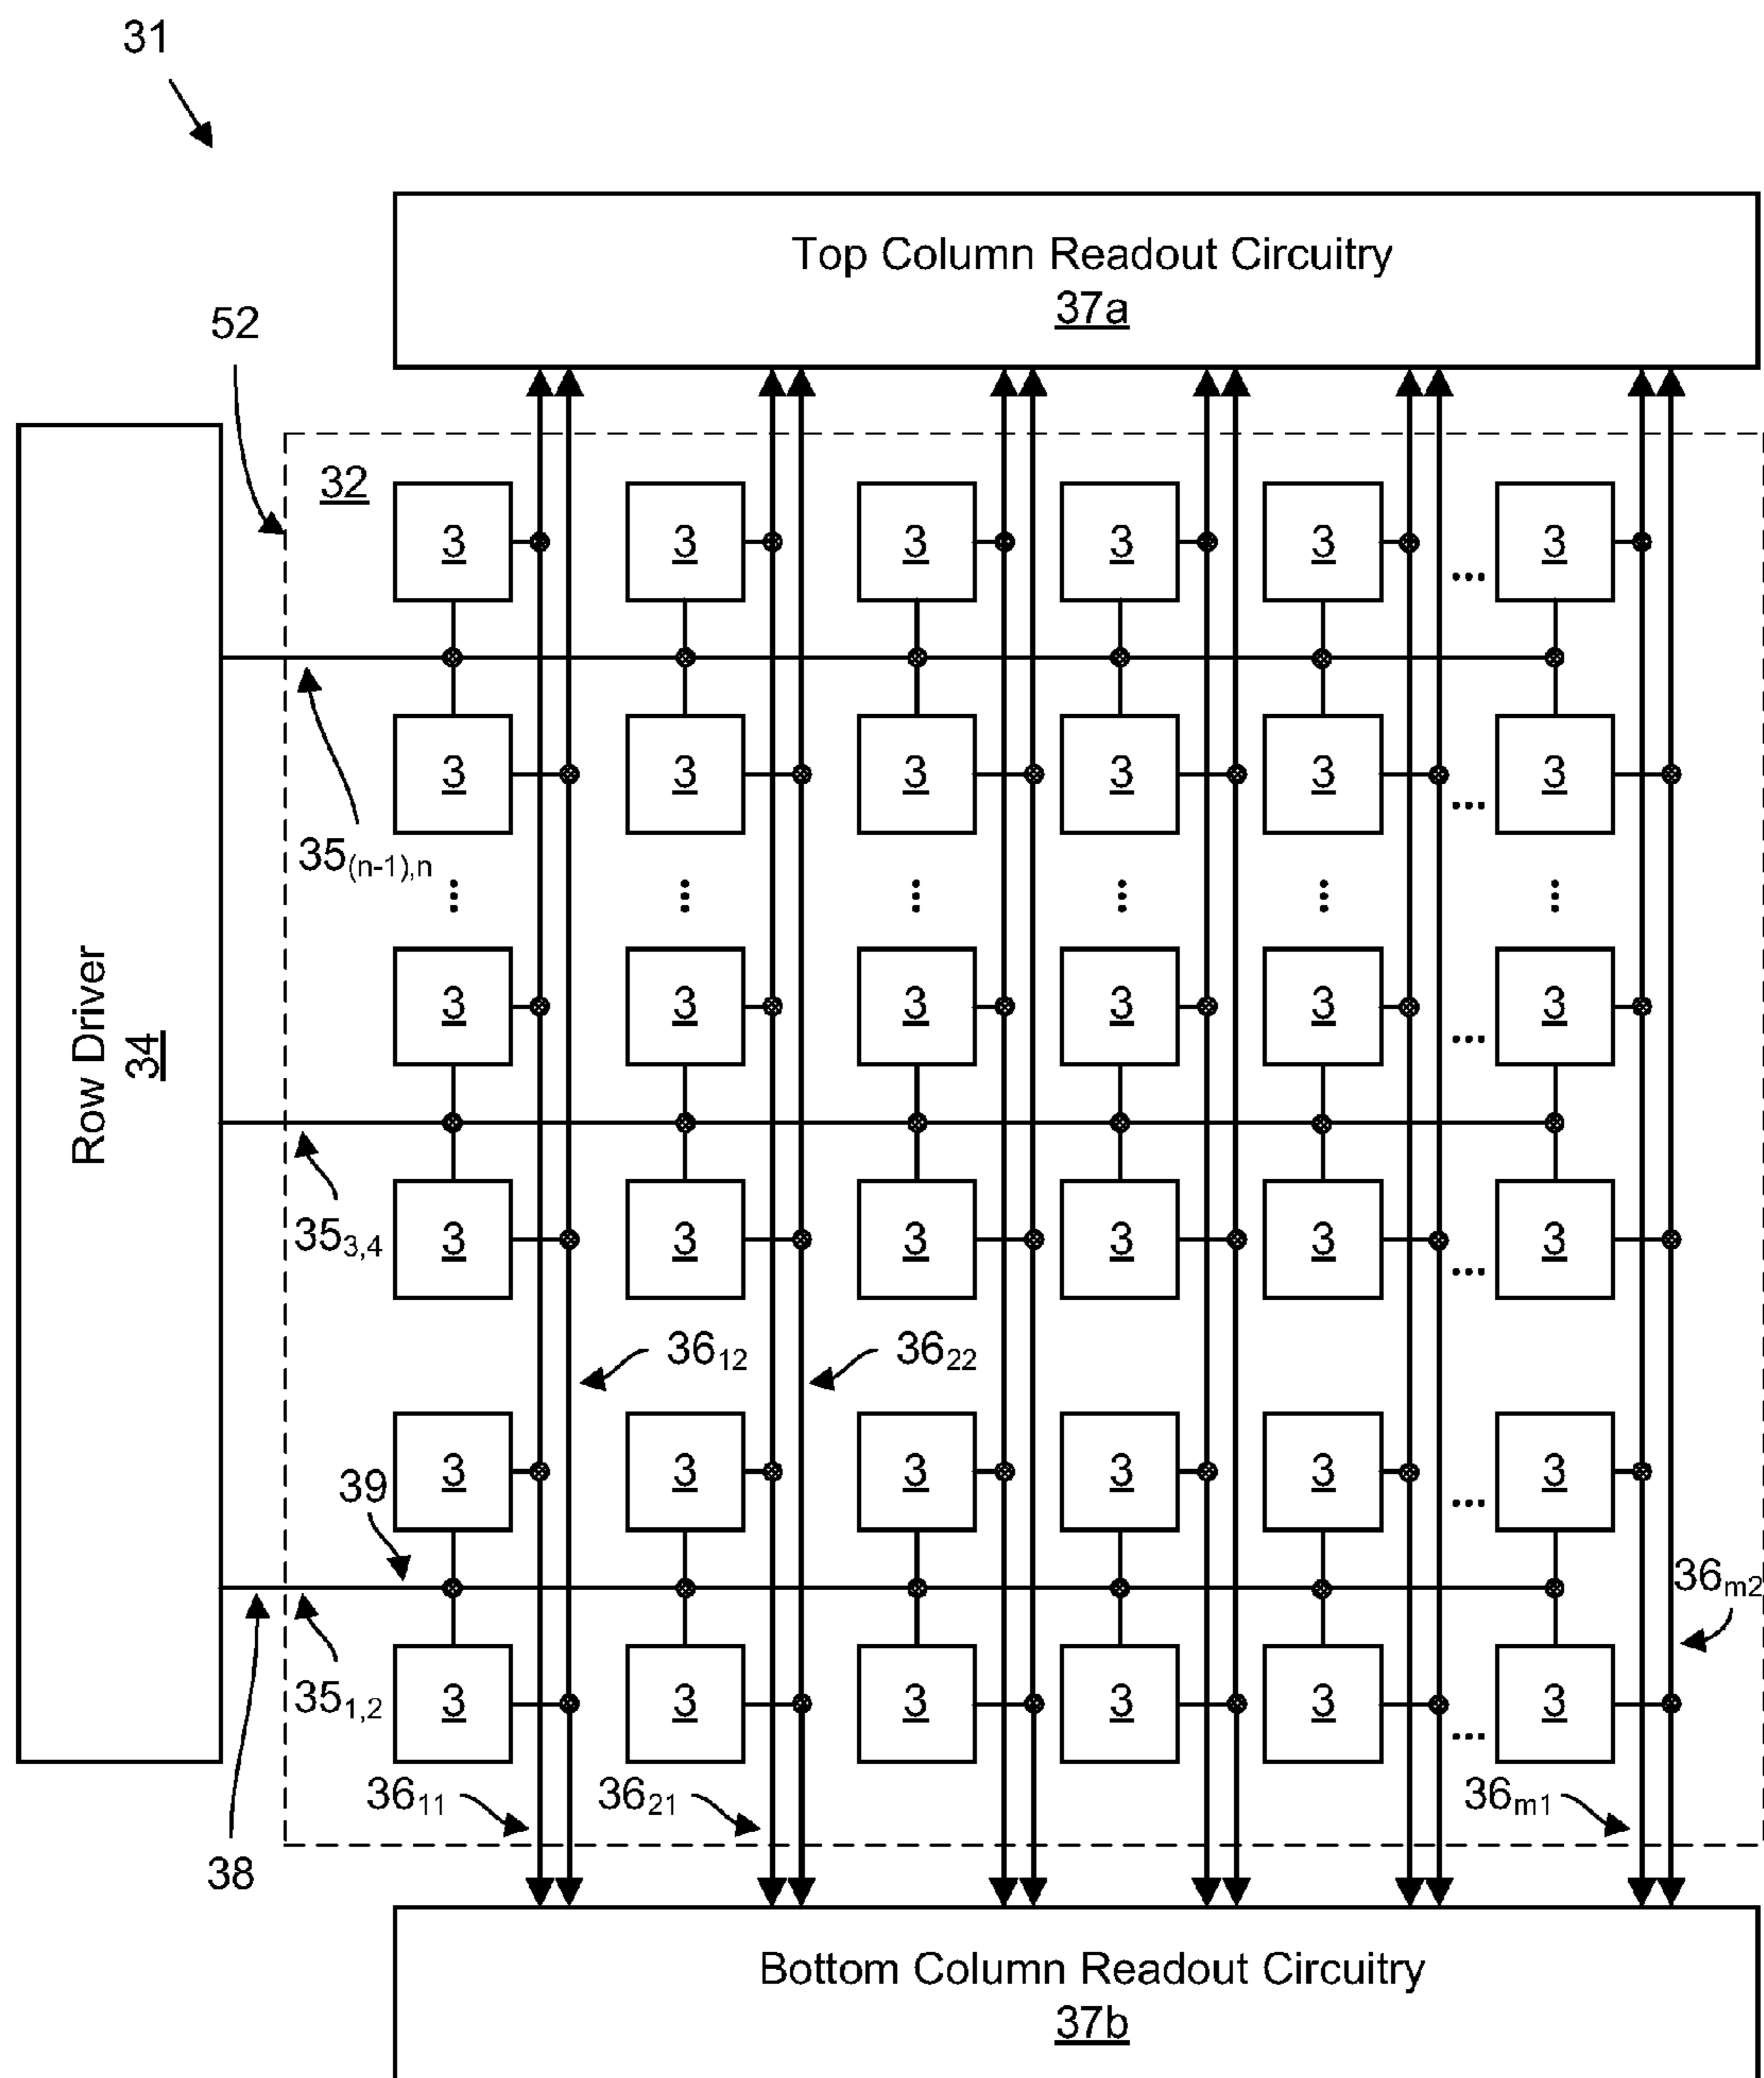 31
Top Column Readout Circuitry
37a
52
32
3 3 3 3 3 ... 3
35(n-1),n
3 3 3 3 3 ... 3
⋮ ⋮ ⋮ ⋮ ⋮ ⋮
Row Driver
34
3 3 3 3 3 ... 3
353,4
3 3 3 3 3 ... 3
3612 3622
3 3 3 3 3 ... 3
39
36m2
351,2
3 3 3 3 3 ... 3
3611 3621 36m1
38
Bottom Column Readout Circuitry
37b